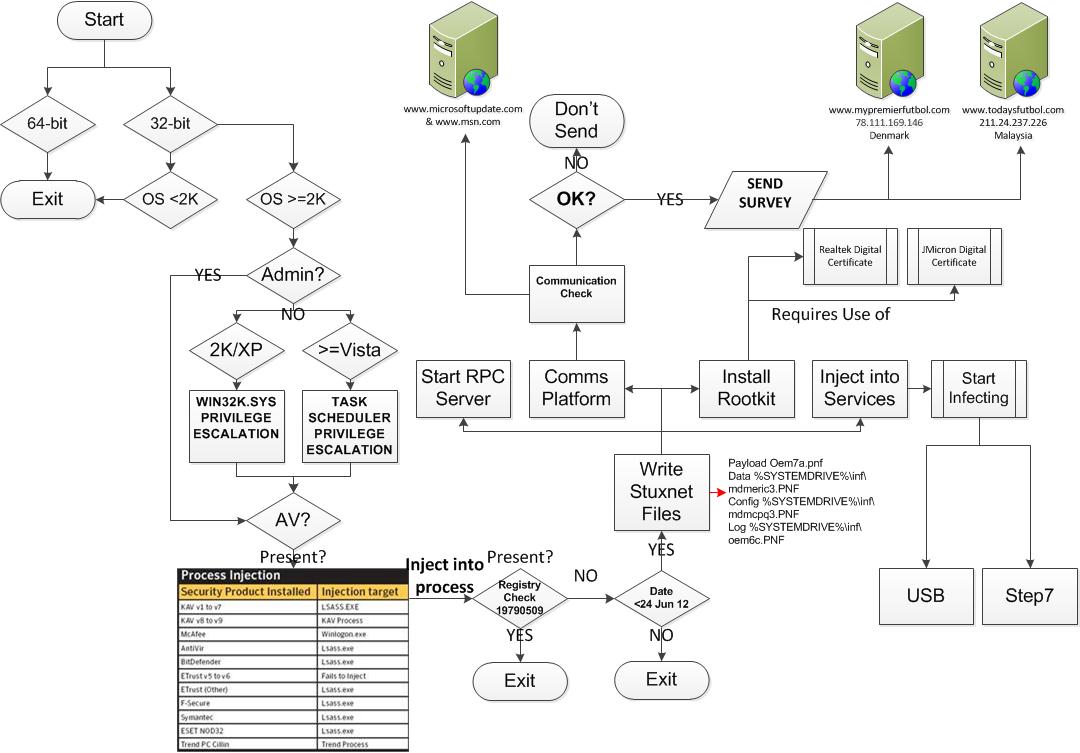 Start
64-bit
32-bit
Exit
OS <2K
OS >=2K
YES
Admin?
NO
2K/XP
>=Vista
WIN32K.SYS
PRIVILEGE
ESCALATION
TASK
SCHEDULER
PRIVILEGE
ESCALATION
AV?
Present?
Process Injection
Security Product Installed Injection target
KAV v1 to v7 LSASS.EXE
KAV v8 to v9 KAV Process
McAfee Winlogon.exe
AntiVir Lsass.exe
BitDefender Lsass.exe
ETrust v5 to v6 Fails to Inject
ETrust (Other) Lsass.exe
F-Secure Lsass.exe
Symantec Lsass.exe
ESET NOD32 Lsass.exe
Trend PC Cillin Trend Process
Inject into
process
Present?
Registry
Check
19790509
YES
Exit
NO
Date
<24 Jun 12
NO
Exit
YES
Write
Stuxnet
Files
Payload Oem7a.pnf
Data %SYSTEMDRIVE%\inf\
mdmeric3.PNF
Config %SYSTEMDRIVE%\inf\
mdmcpq3.PNF
Log %SYSTEMDRIVE%\inf\
oem6c.PNF
Start RPC
Server
Comms
Platform
Install
Rootkit
Inject into
Services
Start
Infecting
USB
Step7
Communication
Check
www.microsoftupdate.com
& www.msn.com
OK?
NO
Don't
Send
YES
SEND
SURVEY
www.mypremierfutbol.com
78.111.169.146
Denmark
www.todaysfutbol.com
211.24.237.226
Malaysia
Realtek Digital
Certificate
JMicron Digital
Certificate
Requires Use of